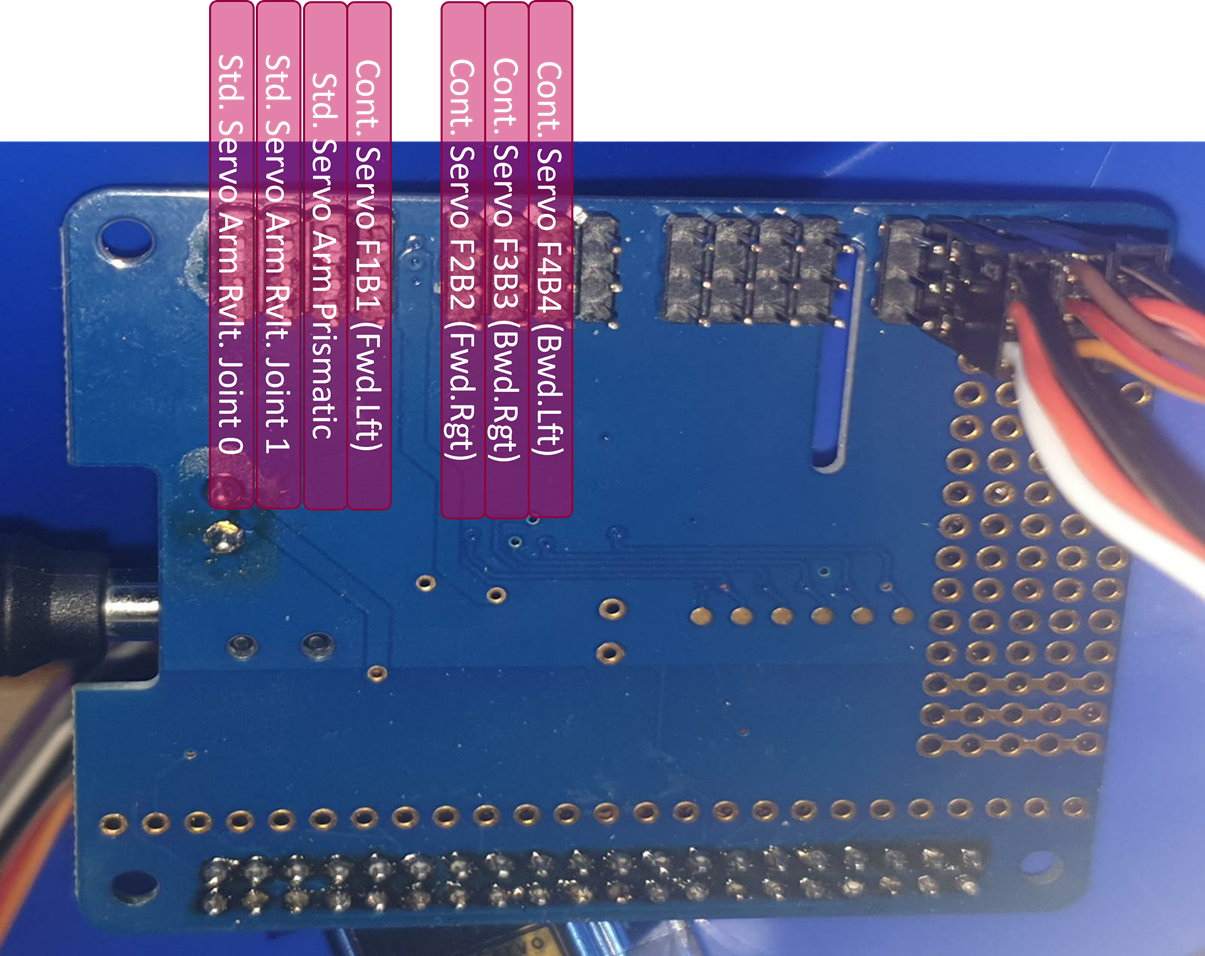 Std. Servo Arm Rvlt. Joint 0
Std. Servo Arm Rvlt. Joint 1
Std. Servo Arm Prismatic
Cont. Servo F1B1 (Fwd.Lft)
Cont. Servo F2B2 (Fwd.Rgt)
Cont. Servo F3B3 (Bwd.Rgt)
Cont. Servo F4B4 (Bwd.Lft)